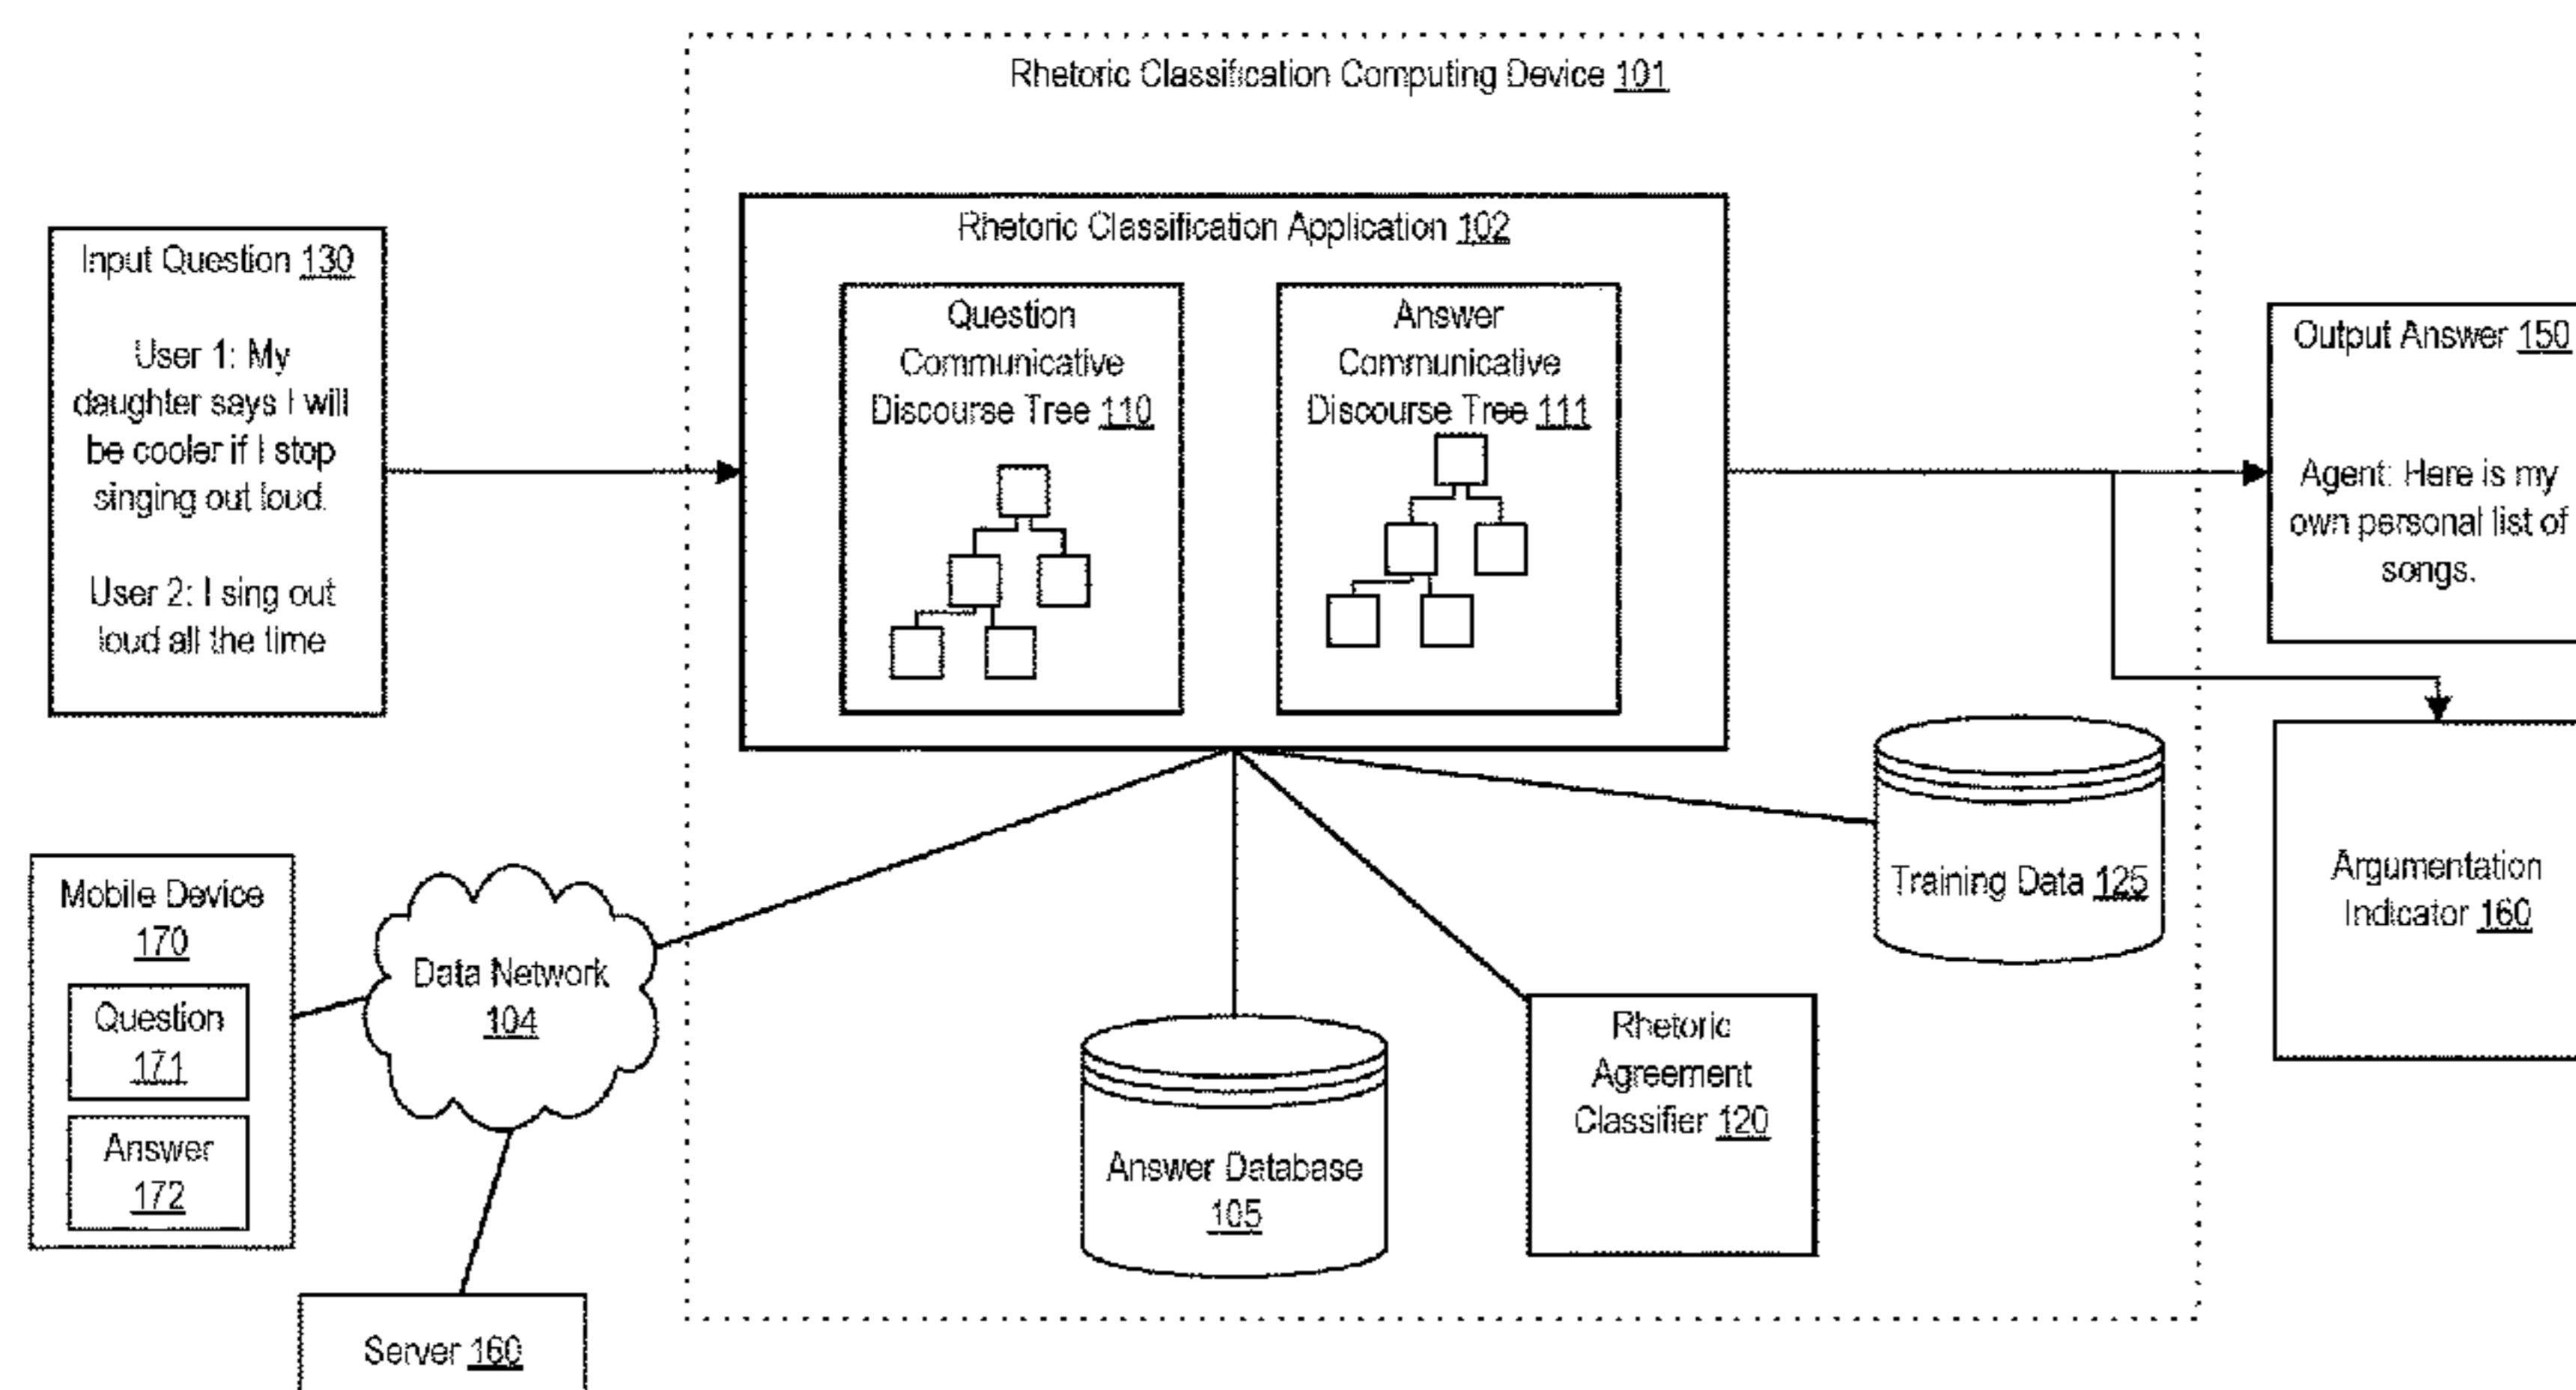 Rhetoric Classification Computing Device 101
Rhetoric Classification Application 102
Input Question 130
User 1: My
daughter says I will
be cooler if I stop
singing out loud.
User 2: I sing out
loud all the time
Question
Communicative
Discourse Tree 110
Answer
Communicative
Discourse Tree 111
Output Answer 150
Agent: Here is my
own personal list of
songs.
Argumentation
Indicator 160
Training Data 125
Mobile Device
170
Question
171
Answer
172
Data Network
104
Rhetoric
Agreement
Classifier 120
Answer Database
105
Server 160